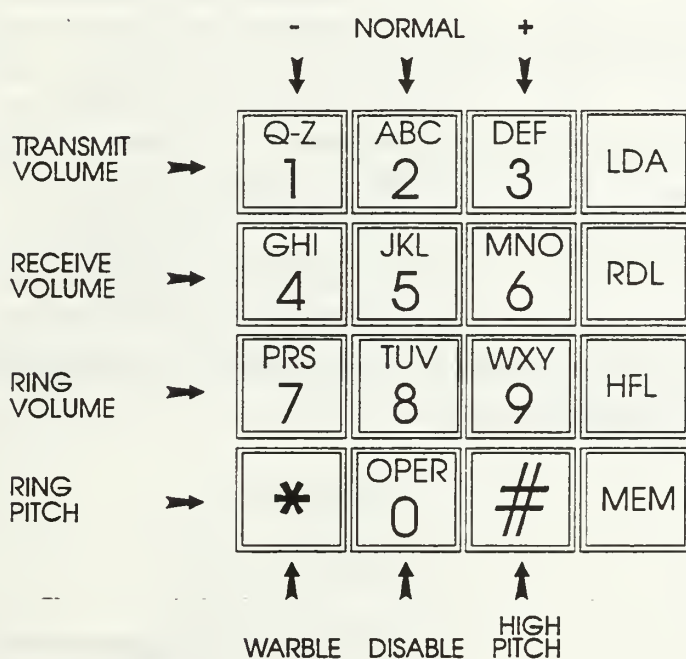 - NORMAL +
TRANSMIT
VOLUME
Q-Z ABC DEF
1 2 3 LDA
RECEIVE
VOLUME
GHI JKL MNO
4 5 6 RDL
RING
VOLUME
PRS TUV WXY
7 8 9 HFL
RING
PITCH
* OPER
0 # MEM
WARBLE DISABLE HIGH
PITCH